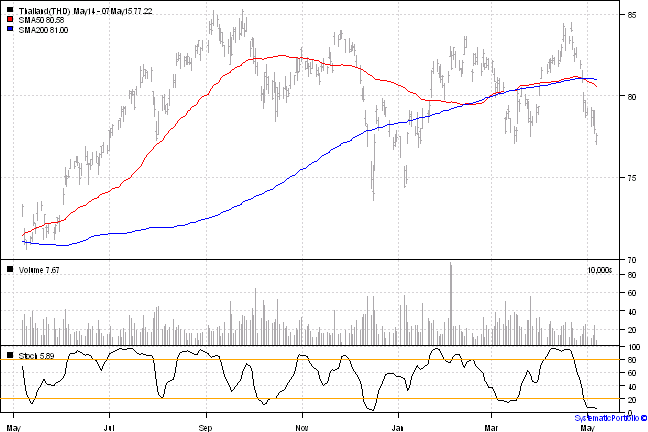 Thailand(THD) May14 - 07May15 77.22
SMA50 80.58
SMA200 81.00
85
80
75
70
Volume 7.67
10,000s
80
60
40
20
Stoch 5.89
100
80
60
40
20
0
SystematicPortfolio ©
May Jul Sep Nov Jan Mar May